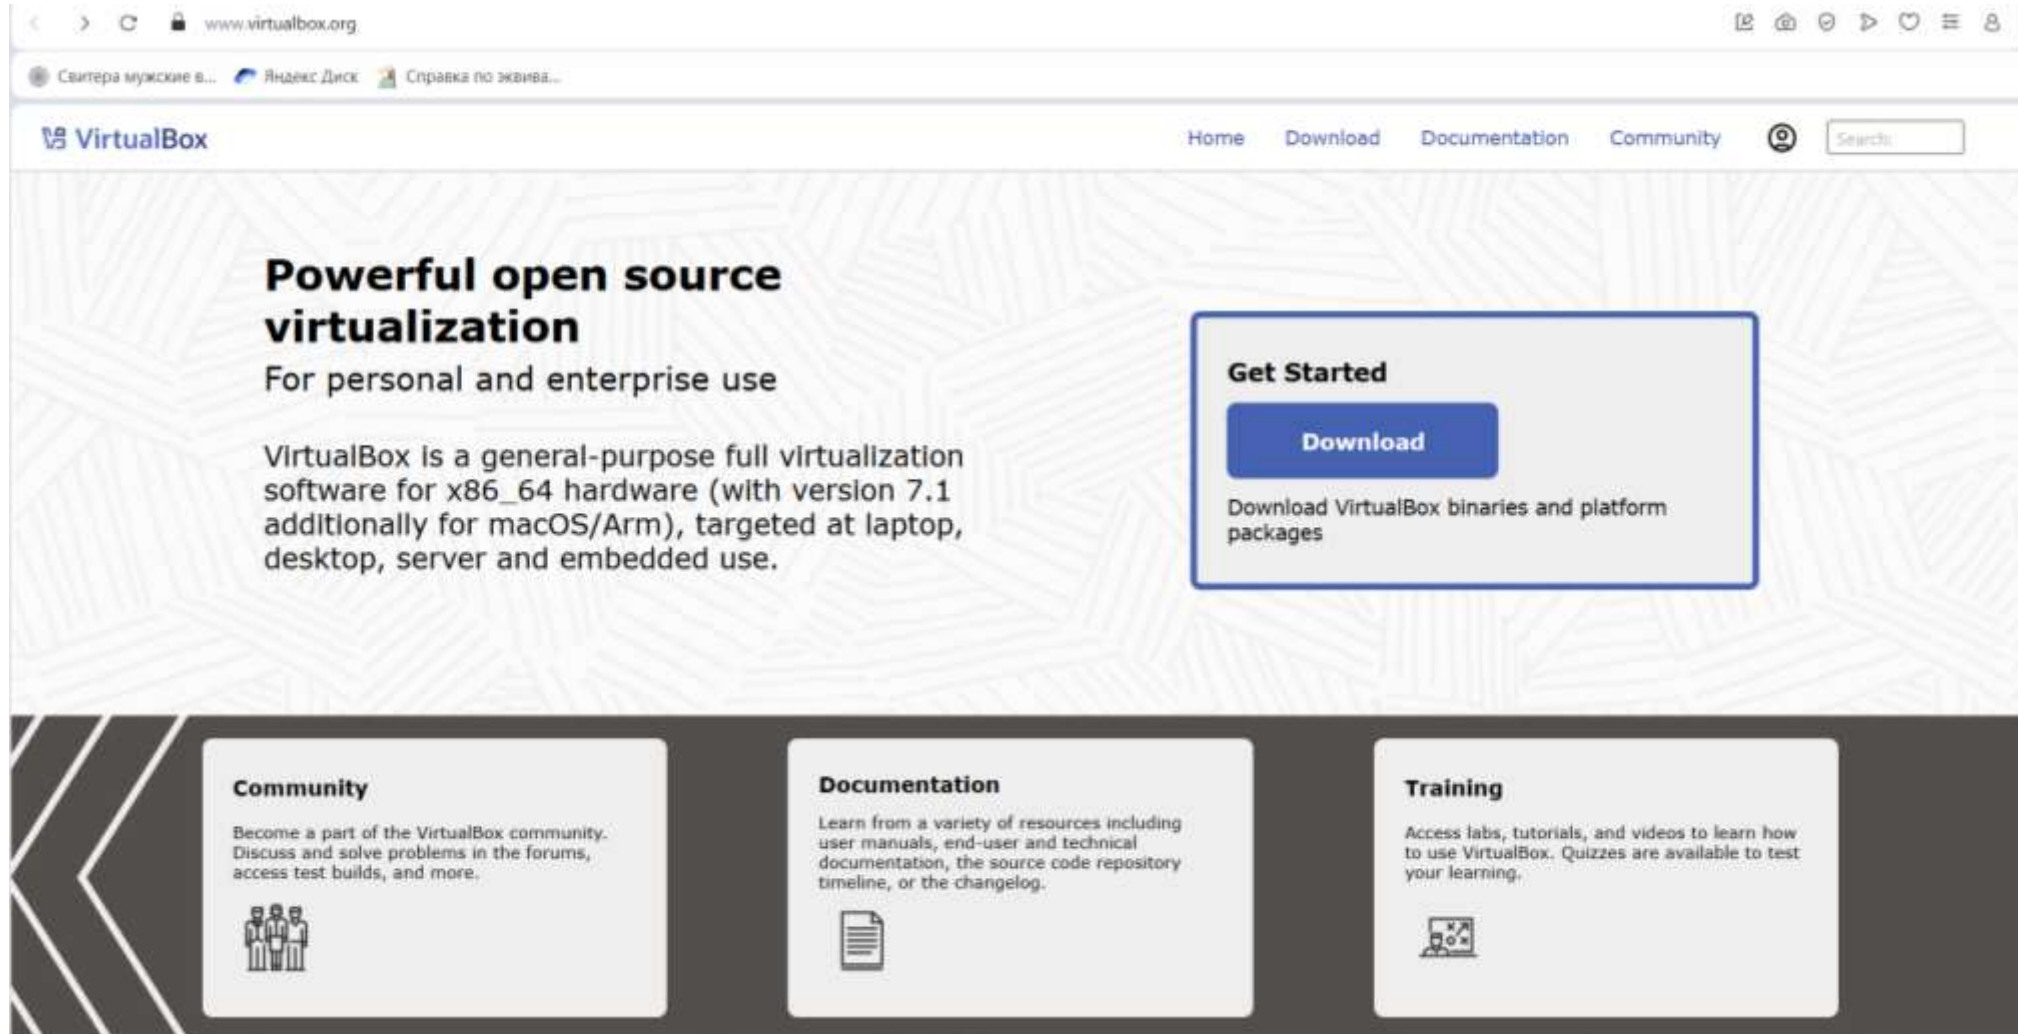 www.virtualbox.org
Свитера мужские в... Яндекс Диск Справка по эквива...
VirtualBox Home Download Documentation Community Search:
Powerful open source
virtualization
For personal and enterprise use
VirtualBox is a general-purpose full virtualization
software for x86_64 hardware (with version 7.1
additionally for macOS/Arm), targeted at laptop,
desktop, server and embedded use.
Get Started
Download
Download VirtualBox binaries and platform
packages
Community
Become a part of the VirtualBox community.
Discuss and solve problems in the forums,
access test builds, and more.
Documentation
Learn from a variety of resources including
user manuals, end-user and technical
documentation, the source code repository
timeline, or the changelog.
Training
Access labs, tutorials, and videos to learn how
to use VirtualBox. Quizzes are available to test
your learning.